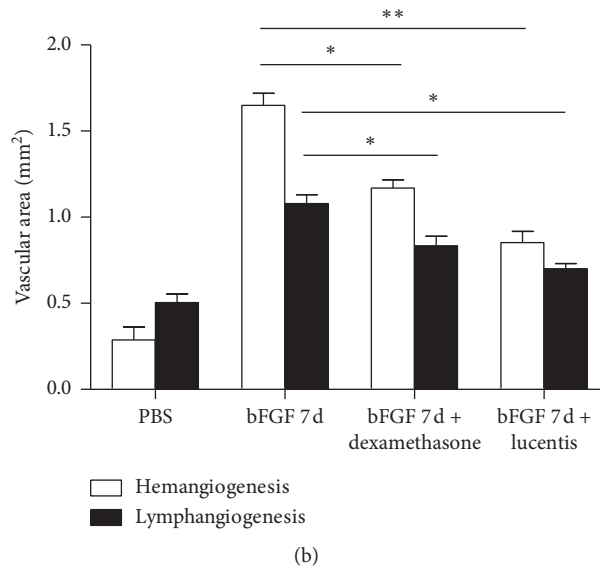 **
2.0
*
1.5
*
*
1.0
0.5
0.0
Vascular area (mm²)
PBS
bFGF 7 d
bFGF 7 d +
dexamethasone
bFGF 7 d +
lucentis
Hemangiogenesis
Lymphangiogenesis
(b)